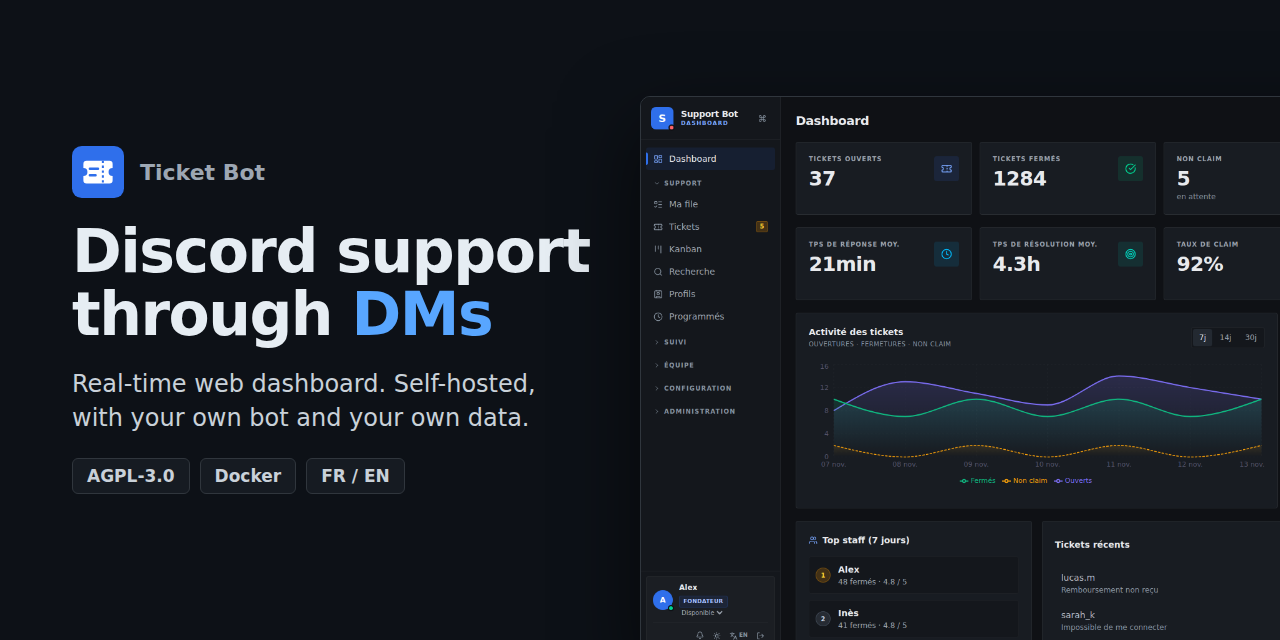 Ticket Bot
Discord support
through DMs
Real-time web dashboard. Self-hosted,
with your own bot and your own data.
AGPL-3.0
Docker
FR / EN
S
Support Bot
DASHBOARD
⌘
Dashboard
SUPPORT
Ma file
Tickets
5
Kanban
Recherche
Profils
Programmés
SUIVI
ÉQUIPE
CONFIGURATION
ADMINISTRATION
A
Alex
FONDATEUR
Disponible
EN
Dashboard
TICKETS OUVERTS
37
TICKETS FERMÉS
1284
NON CLAIM
5
en attente
TPS DE RÉPONSE MOY.
21min
TPS DE RÉSOLUTION MOY.
4.3h
TAUX DE CLAIM
92%
Activité des tickets
OUVERTURES · FERMETURES · NON CLAIM
7j
14j
30j
16
12
8
4
0
07 nov.
08 nov.
09 nov.
10 nov.
11 nov.
12 nov.
13 nov.
Fermés
Non claim
Ouverts
Top staff (7 jours)
1
Alex
48 fermés · 4.8 / 5
2
Inès
41 fermés · 4.8 / 5
Tickets récents
lucas.m
Remboursement non reçu
sarah_k
Impossible de me connecter